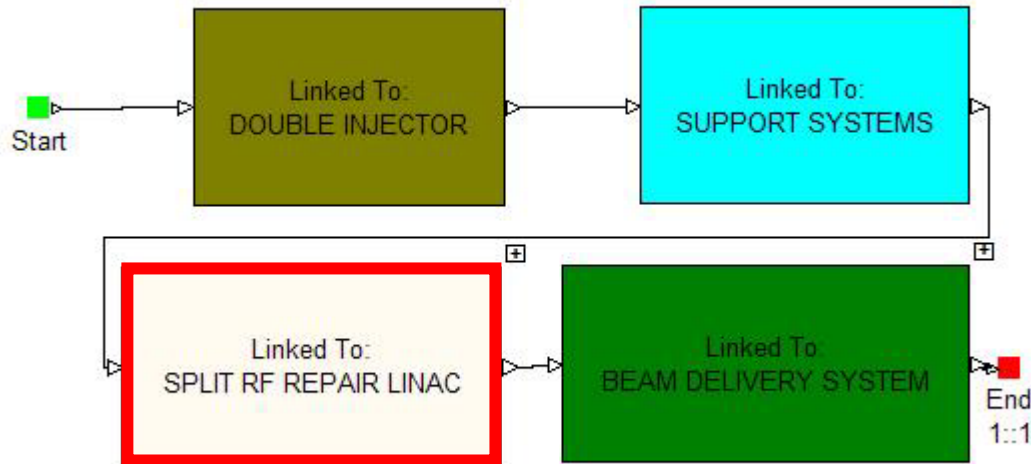 Start
Linked To:
DOUBLE INJECTOR
Linked To:
SUPPORT SYSTEMS
Linked To:
SPLIT RF REPAIR LINAC
Linked To:
BEAM DELIVERY SYSTEM
End
1::1